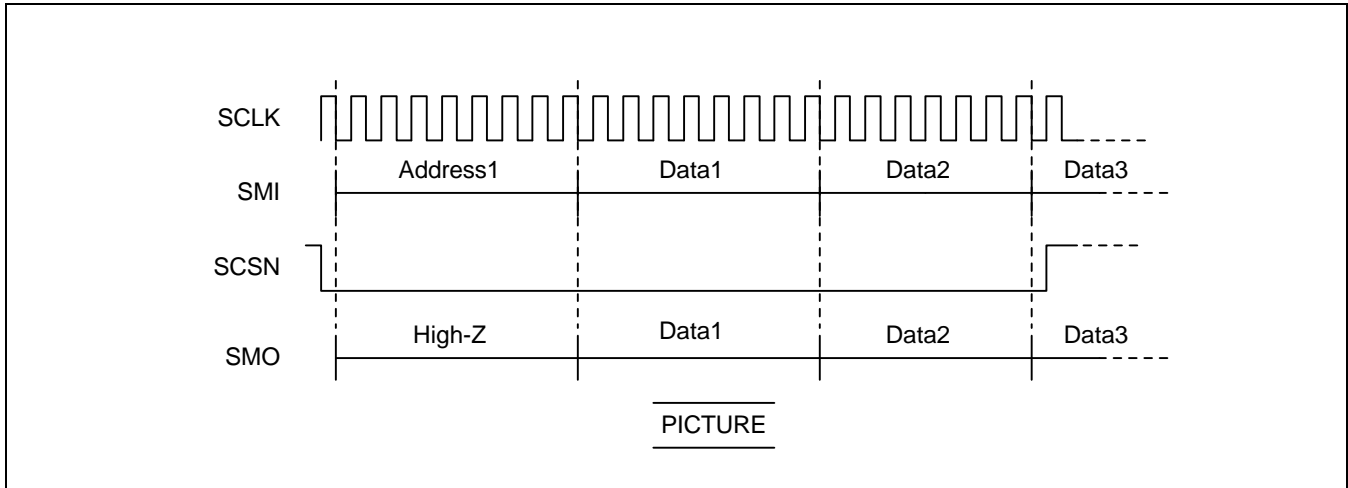 SCLK
Address1 Data1 Data2 Data3
SMI
SCSN
High-Z Data1 Data2 Data3
SMO
PICTURE